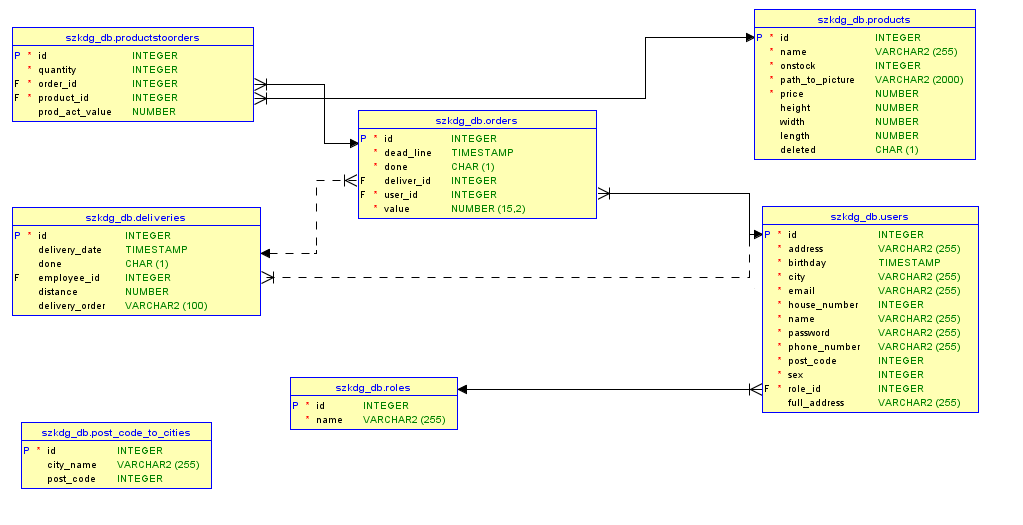 szkdg_db.productstoorders
P * id INTEGER
* quantity INTEGER
F * order_id INTEGER
F * product_id INTEGER
prod_act_value NUMBER
szkdg_db.products
P * id INTEGER
* name VARCHAR2 (255)
* onstock INTEGER
* path_to_picture VARCHAR2 (2000)
* price NUMBER
height NUMBER
width NUMBER
length NUMBER
deleted CHAR (1)
szkdg_db.orders
P * id INTEGER
* dead_line TIMESTAMP
* done CHAR (1)
F deliver_id INTEGER
F * user_id INTEGER
* value NUMBER (15,2)
szkdg_db.deliveries
P * id INTEGER
delivery_date TIMESTAMP
done CHAR (1)
F employee_id INTEGER
distance NUMBER
delivery_order VARCHAR2 (100)
szkdg_db.users
P * id INTEGER
* address VARCHAR2 (255)
* birthday TIMESTAMP
* city VARCHAR2 (255)
* email VARCHAR2 (255)
* house_number INTEGER
* name VARCHAR2 (255)
* password VARCHAR2 (255)
* phone_number VARCHAR2 (255)
* post_code INTEGER
* sex INTEGER
F * role_id INTEGER
full_address VARCHAR2 (255)
szkdg_db.roles
P * id INTEGER
* name VARCHAR2 (255)
szkdg_db.post_code_to_cities
P * id INTEGER
city_name VARCHAR2 (255)
post_code INTEGER